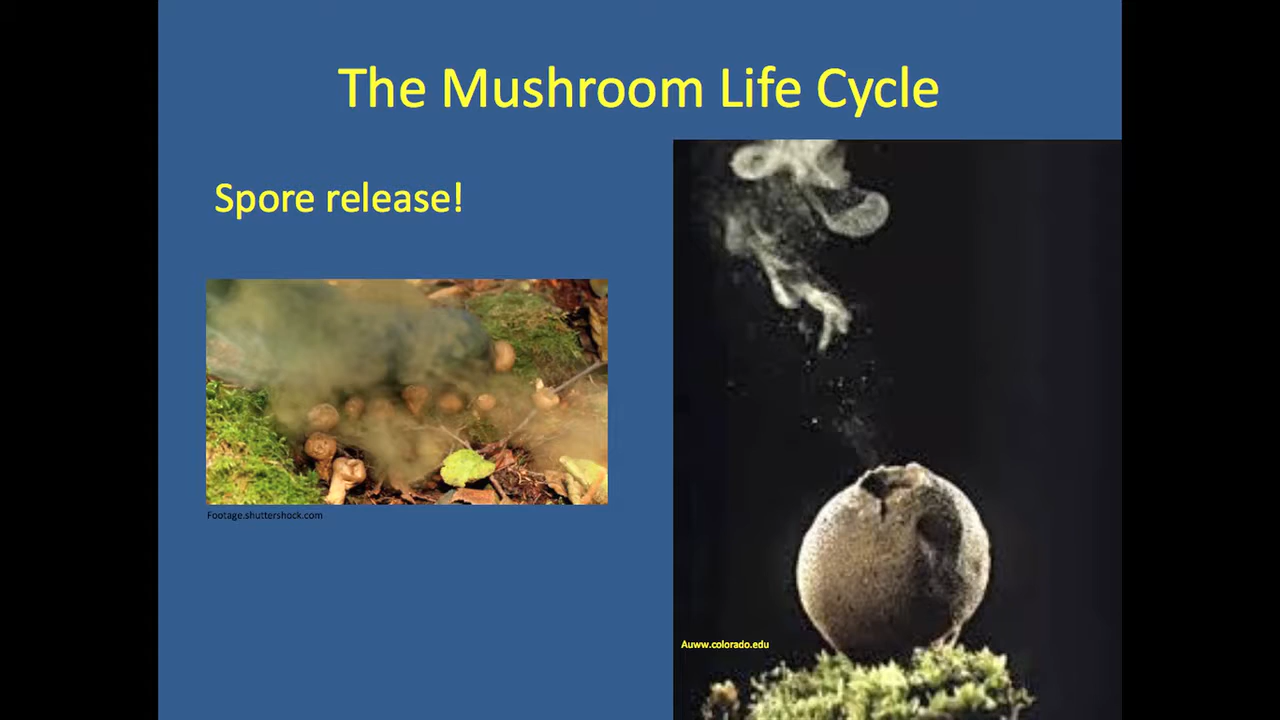 The Mushroom Life Cycle
Spore release!
Footage.shuttershock.com
Auww.colorado.edu